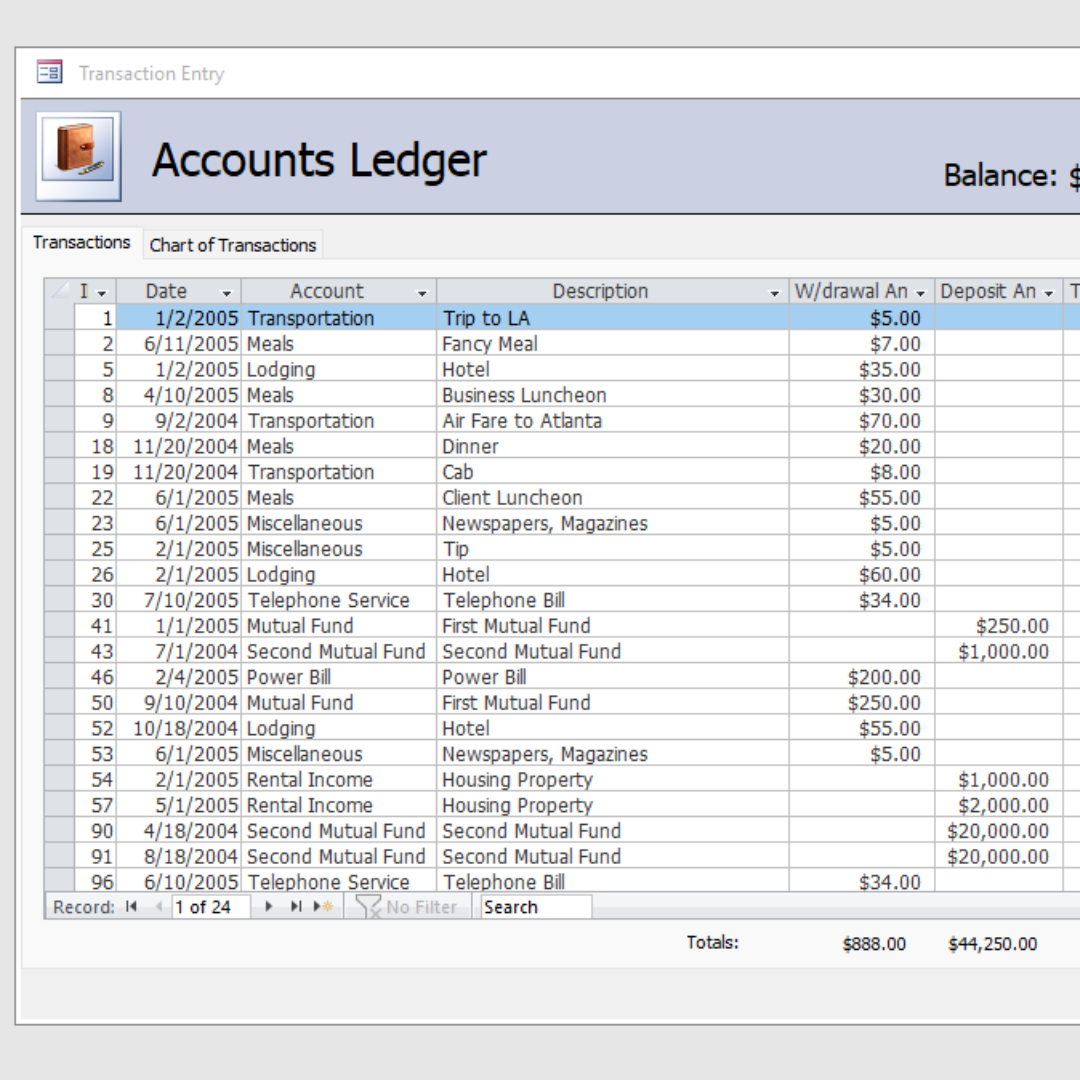 Transaction Entry
Accounts Ledger
Balance: $
Transactions Chart of Transactions
I Date Account Description W/drawal An Deposit An T
1 1/2/2005 Transportation Trip to LA $5.00
2 6/11/2005 Meals Fancy Meal $7.00
5 1/2/2005 Lodging Hotel $35.00
8 4/10/2005 Meals Business Luncheon $30.00
9 9/2/2004 Transportation Air Fare to Atlanta $70.00
18 11/20/2004 Meals Dinner $20.00
19 11/20/2004 Transportation Cab $8.00
22 6/1/2005 Meals Client Luncheon $55.00
23 6/1/2005 Miscellaneous Newspapers, Magazines $5.00
25 2/1/2005 Miscellaneous Tip $5.00
26 2/1/2005 Lodging Hotel $60.00
30 7/10/2005 Telephone Service Telephone Bill $34.00
41 1/1/2005 Mutual Fund First Mutual Fund $250.00
43 7/1/2004 Second Mutual Fund Second Mutual Fund $1,000.00
46 2/4/2005 Power Bill Power Bill $200.00
50 9/10/2004 Mutual Fund First Mutual Fund $250.00
52 10/18/2004 Lodging Hotel $55.00
53 6/1/2005 Miscellaneous Newspapers, Magazines $5.00
54 2/1/2005 Rental Income Housing Property $1,000.00
57 5/1/2005 Rental Income Housing Property $2,000.00
90 4/18/2004 Second Mutual Fund Second Mutual Fund $20,000.00
91 8/18/2004 Second Mutual Fund Second Mutual Fund $20,000.00
96 6/10/2005 Telephone Service Telephone Bill $34.00
Record: 1 of 24 No Filter Search
Totals: $888.00 $44,250.00